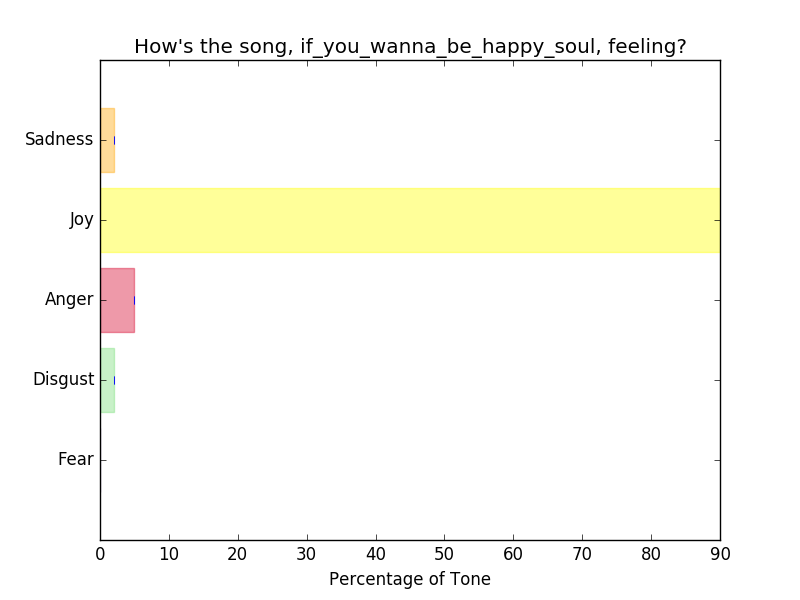 How's the song, if_you_wanna_be_happy_soul, feeling?
Sadness
Joy
Anger
Disgust
Fear
0 10 20 30 40 50 60 70 80 90
Percentage of Tone